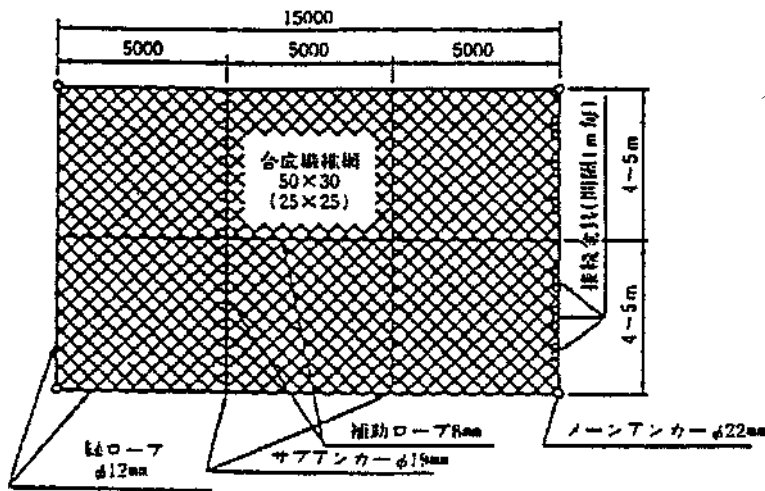 15000
5000
5000
5000
合成繊維網
50×30
(25×25)
接続金具(間隔1m毎)
4~5m
4~5m
補助ロープ8mm
メーンアンカーφ22mm
ロープ
φ12mm
サブアンカーφ19mm